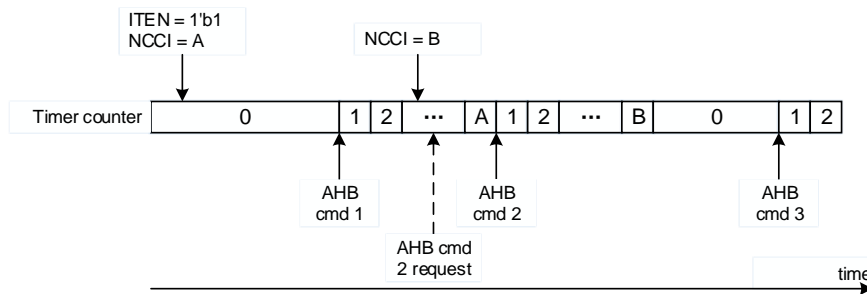 ITEN = 1'b1
NCCI = A
NCCI = B
Timer counter
0 1 2 ... A 1 2 ... B 0 1 2
AHB
cmd 1
AHB
cmd 2
AHB
cmd 3
AHB cmd
2 request
time